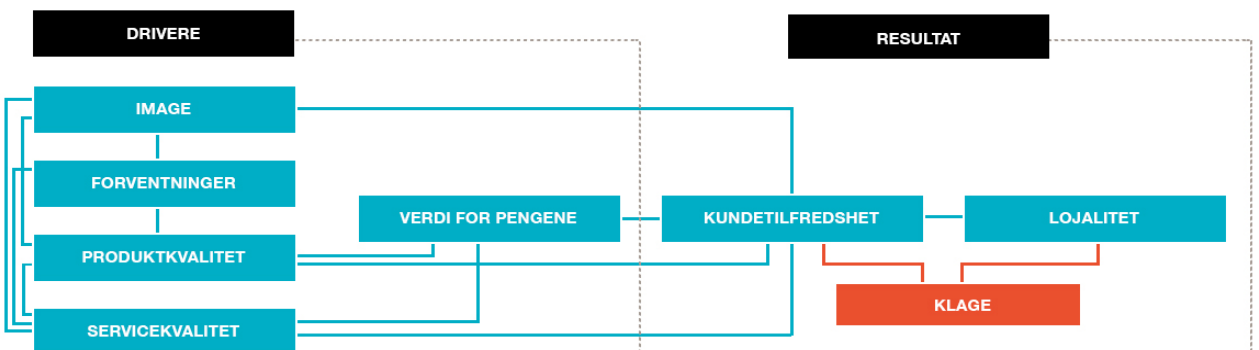 DRIVERE
RESULTAT
IMAGE
FORVENTNINGER
VERDI FOR PENGENE
KUNDETILFREDSHET
LOJALITET
PRODUKTKVALITET
KLAGE
SERVICEKVALITET